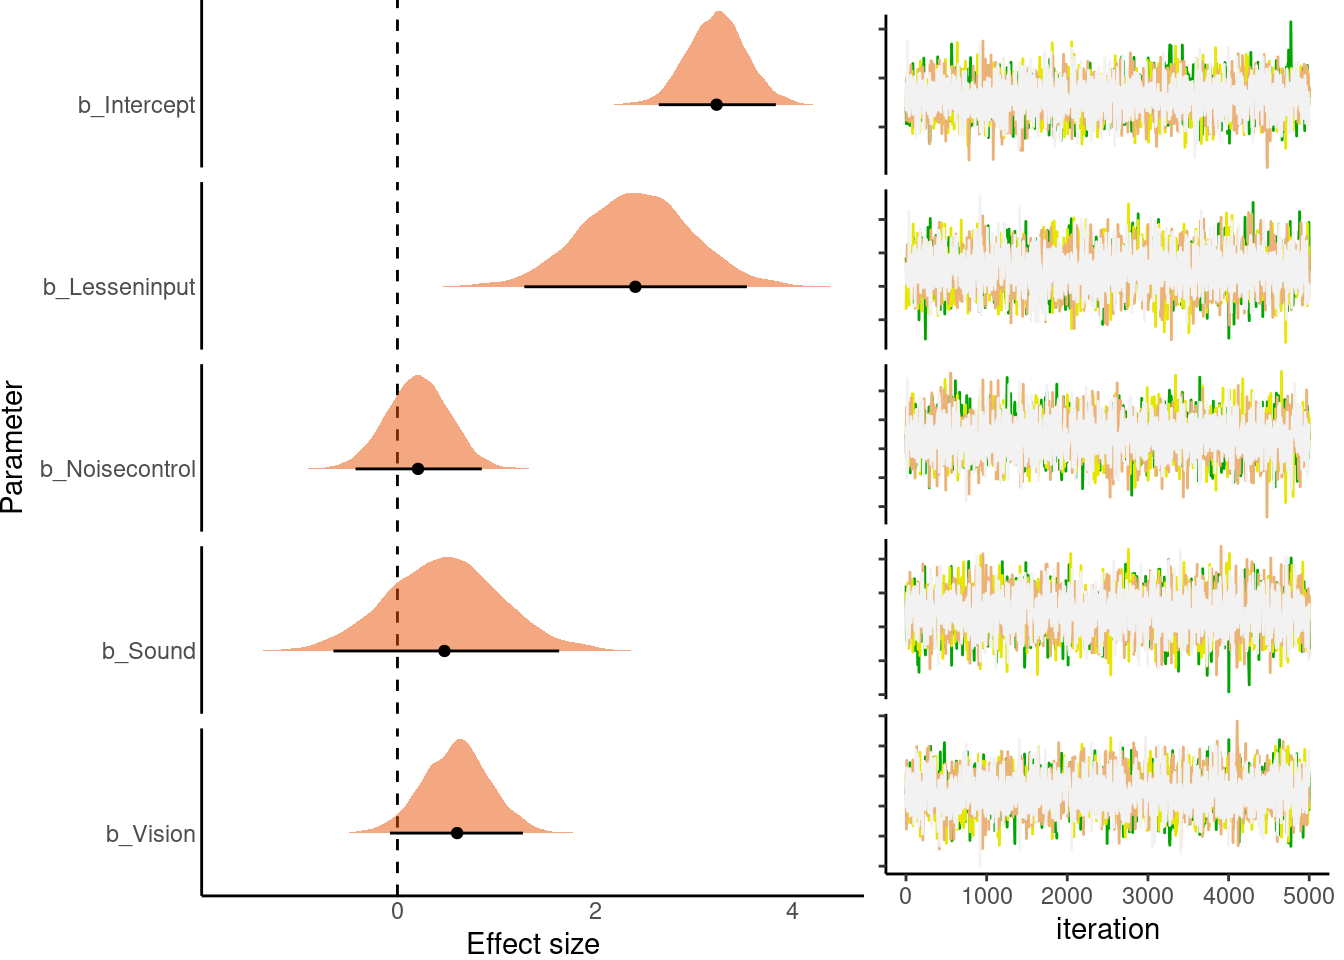 Parameter
b_Intercept
b_Lesseninput
b_Noisecontrol
b_Sound
b_Vision
0 2 4
Effect size
0 1000 2000 3000 4000 5000
iteration